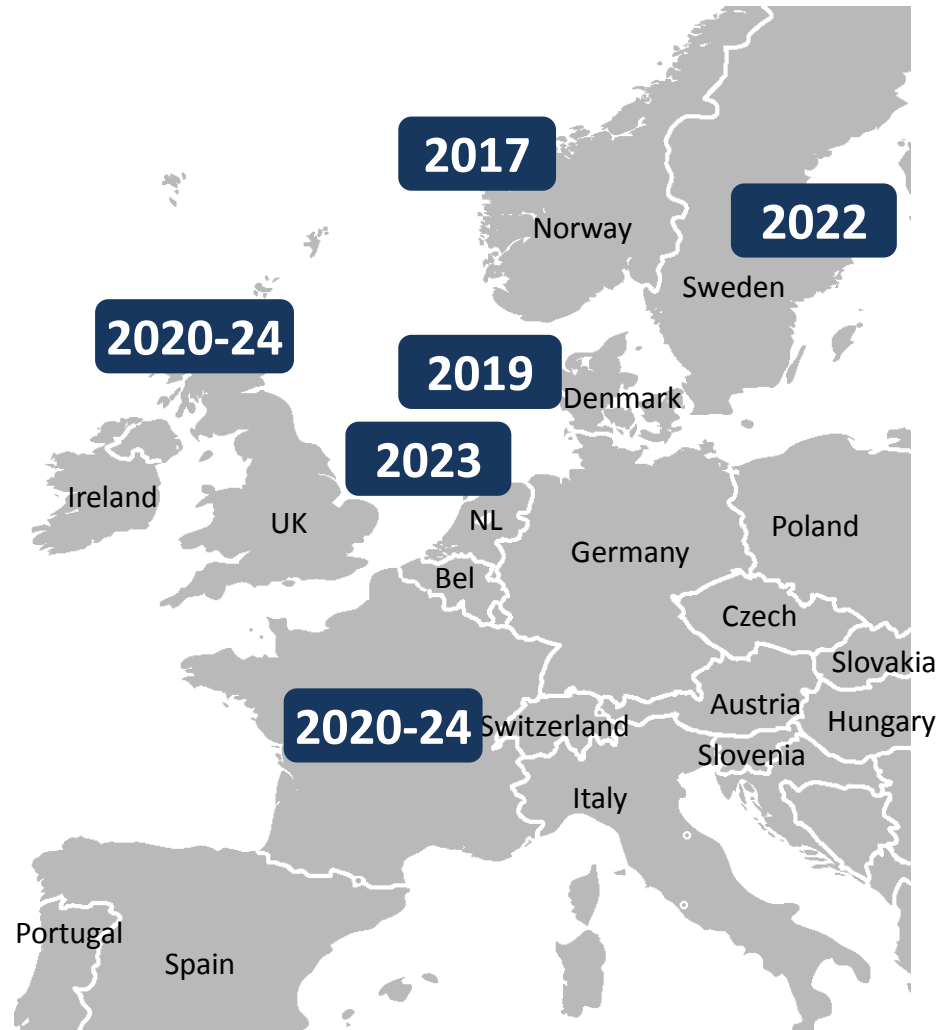 2017
2022
Norway
Sweden
2020-24
2019
Denmark
2023
Ireland
UK
NL
Poland
Germany
Bel
Czech
Slovakia
Austria
Hungary
2020-24
Switzerland
Slovenia
Italy
Portugal
Spain